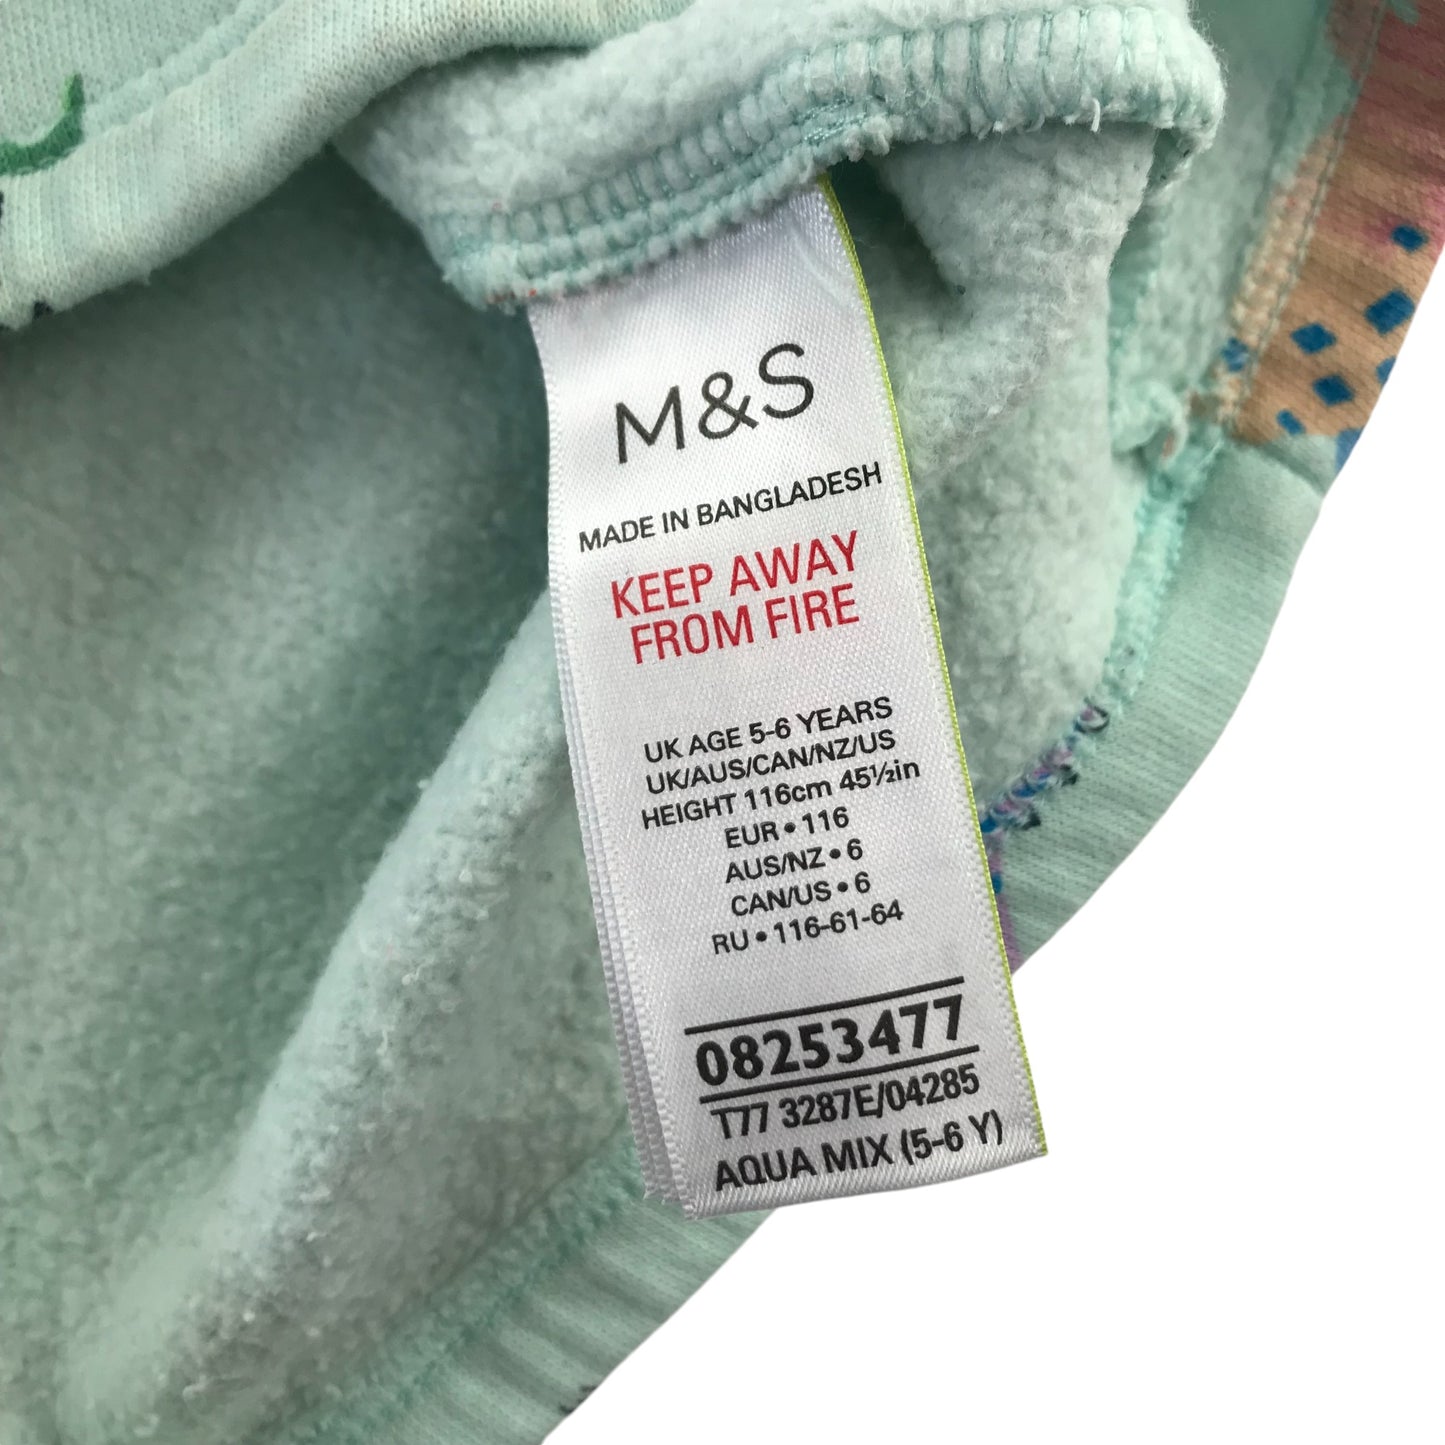 M&S
MADE IN BANGLADESH
KEEP AWAY
FROM FIRE
UK AGE 5-6 YEARS
UK/AUS/CAN/NZ/US
HEIGHT 116cm 45½in
EUR • 116
AUS/NZ • 6
CAN/US • 6
RU • 116-61-64
08253477
T77 3287E/04285
AQUA MIX (5-6 Y)